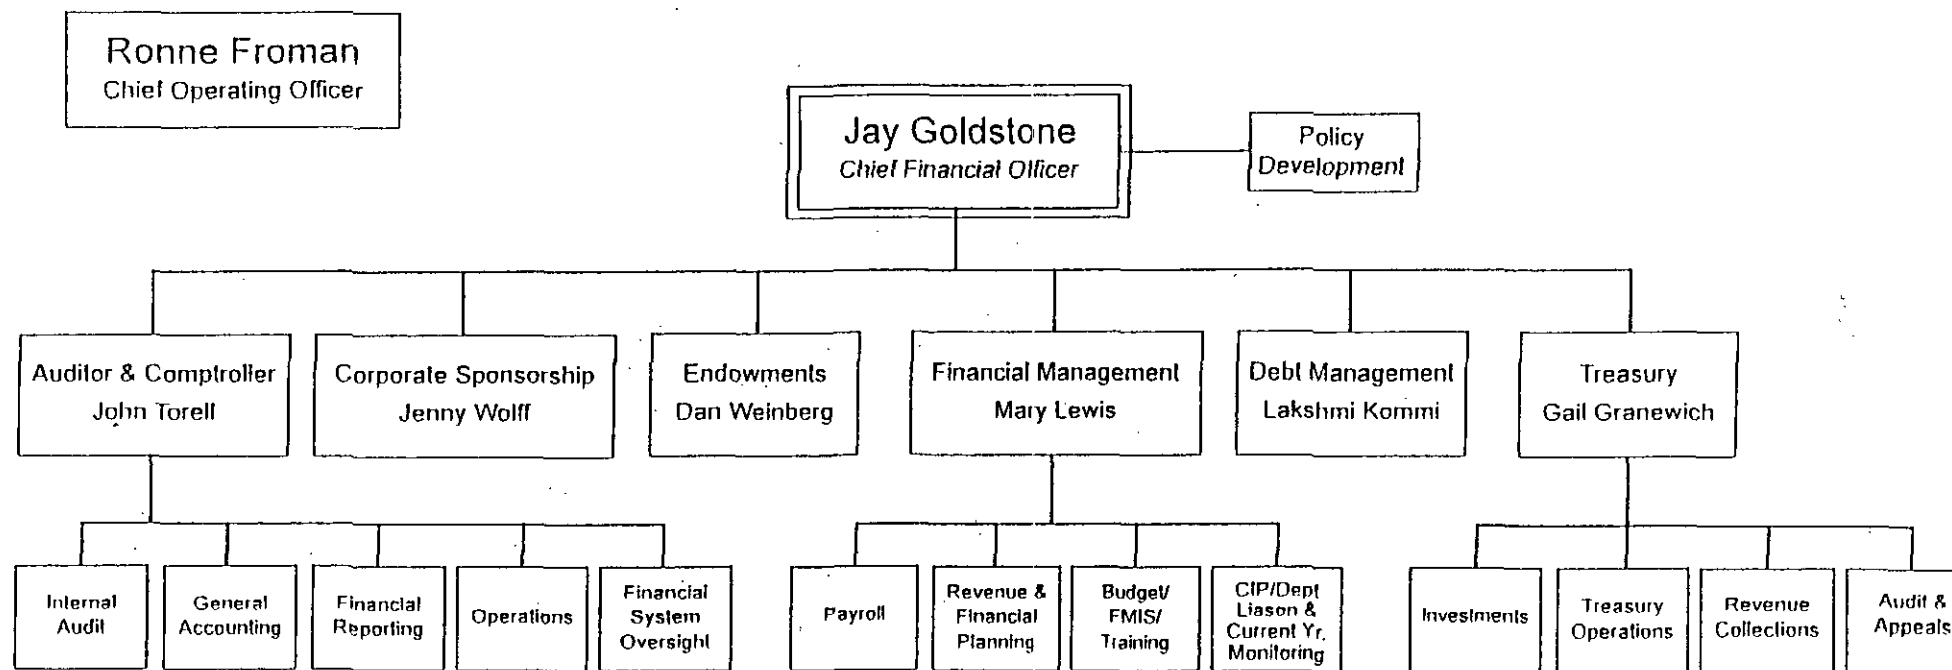 Ronne Froman
Chief Operating Officer
Jay Goldstone
Chief Financial Officer
Policy
Development
Auditor & Comptroller
John Torell
Corporate Sponsorship
Jenny Wolff
Endowments
Dan Weinberg
Financial Management
Mary Lewis
Debt Management
Lakshmi Kommi
Treasury
Gail Granewich
Internal
Audit
General
Accounting
Financial
Reporting
Operations
Financial
System
Oversight
Payroll
Revenue &
Financial
Planning
Budget/
FMIS/
Training
CIP/Dept
Liason &
Current Yr.
Monitoring
Investments
Treasury
Operations
Revenue
Collections
Audit &
Appeals